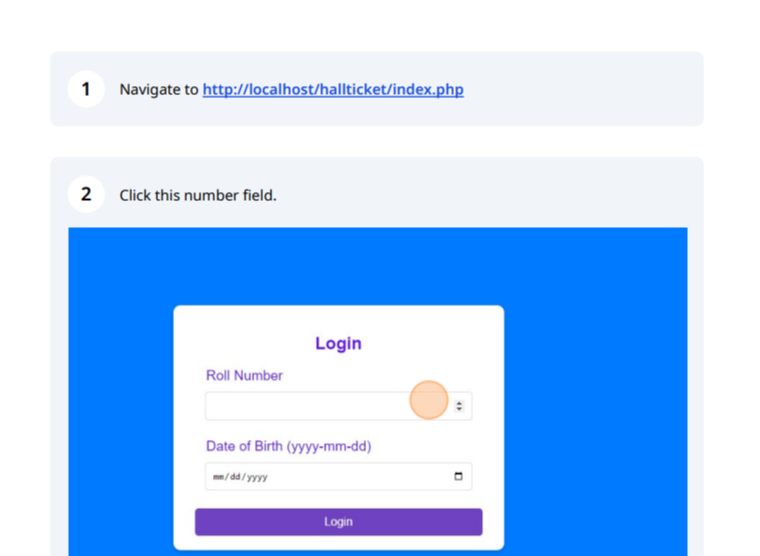 1 Navigate to http://localhost/hallticket/index.php
2 Click this number field.
Login
Roll Number
Date of Birth (yyyy-mm-dd)
mm/dd/yyyy
Login